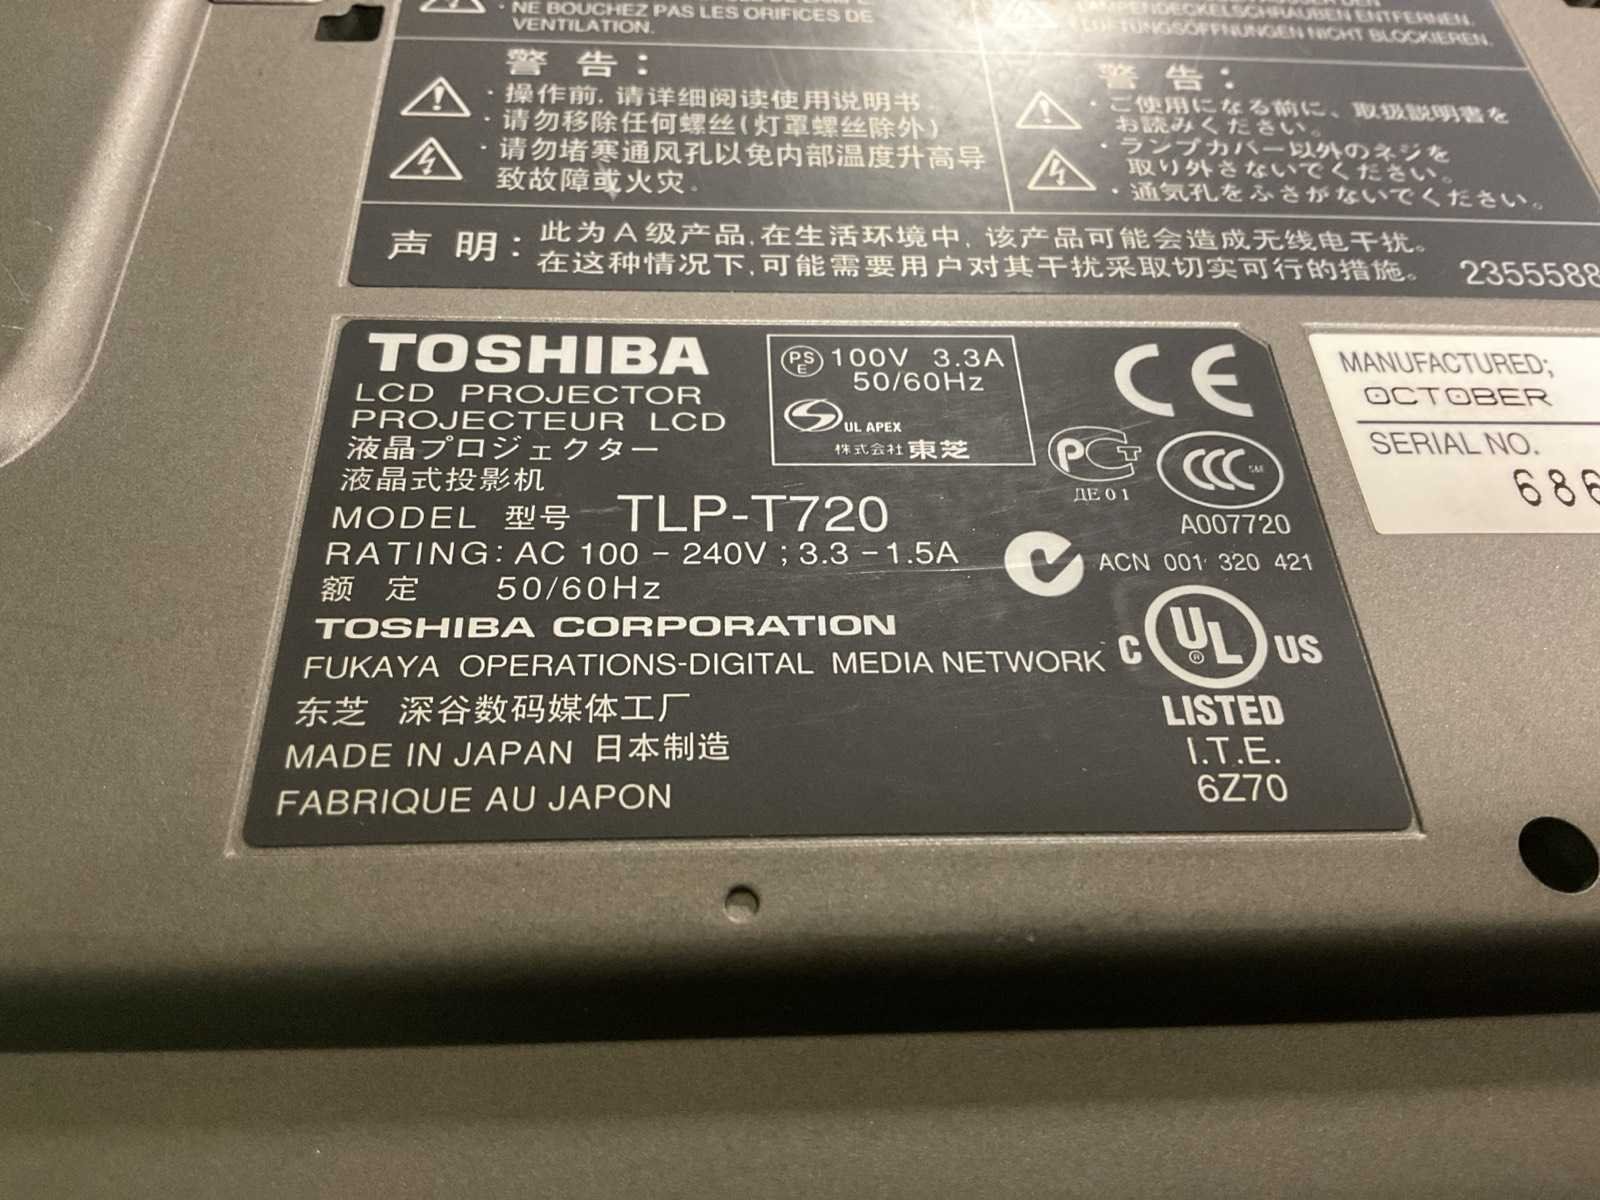 · NE BOUCHEZ PAS LES ORIFICES DE
VENTILATION.
LAMPENDECKELSCHRAUBEN ENTFERNEN.
LÜFTUNGSÖFFNUNGEN NICHT BLOCKIEREN.
警 告：
· 操作前, 请详细阅读使用说明书.
· 请勿移除任何螺丝(灯罩螺丝除外)
· 请勿堵寒通风孔以免内部温度升高导
致故障或火灾.
警 告：
· ご使用になる前に、取扱説明書を
お読みください。
· ランプカバー以外のネジを
取り外さないでください。
· 通気孔をふさがないでください。
声 明：此为A级产品,在生活环境中, 该产品可能会造成无线电干扰。
在这种情况下,可能需要用户对其干扰采取切实可行的措施。 2355588
TOSHIBA
LCD PROJECTOR
PROJECTEUR LCD
液晶プロジェクター
液晶式投影机
MODEL 型号 TLP-T720
RATING: AC 100 – 240V ; 3.3 – 1.5A
额 定 50/60Hz
TOSHIBA CORPORATION
FUKAYA OPERATIONS-DIGITAL MEDIA NETWORK
东芝 深谷数码媒体工厂
MADE IN JAPAN 日本制造
FABRIQUE AU JAPON
PS E 100V 3.3A
50/60Hz
UL APEX
株式会社 東芝
CE
PCT
ДЕ 01
CCC S&E
A007720
ACN 001 320 421
C UL ® US
LISTED
I.T.E.
6Z70
MANUFACTURED;
OCTOBER
SERIAL NO.
686